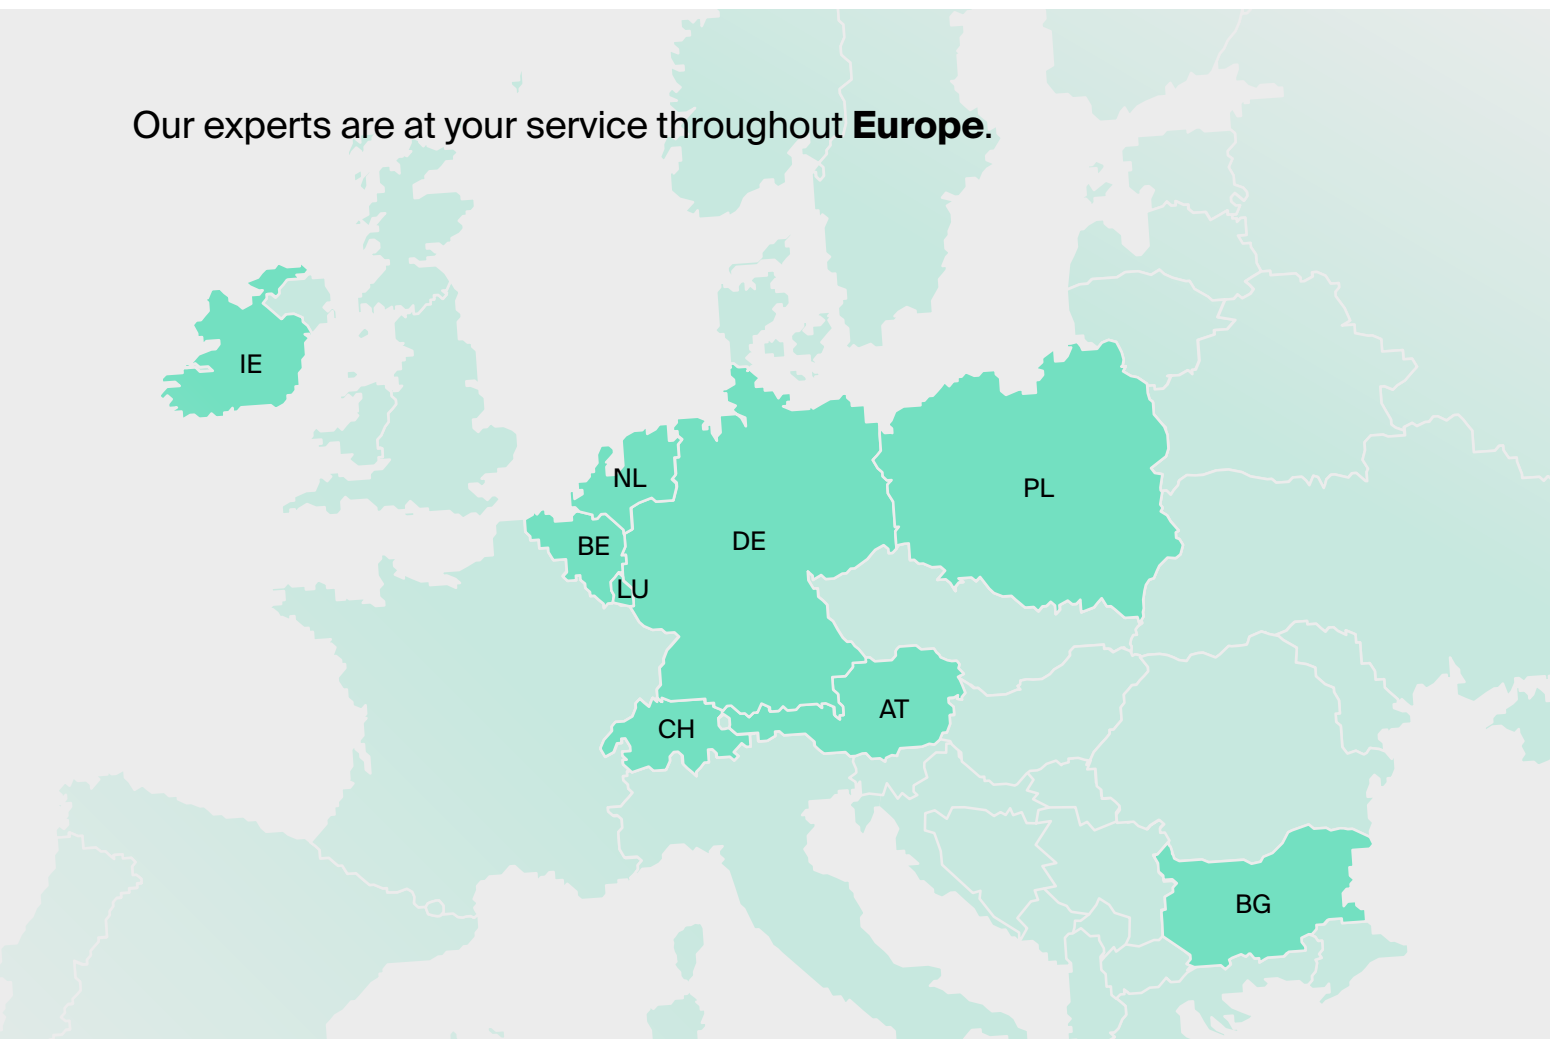 Our experts are at your service throughout Europe.
IE
NL
PL
BE
DE
LU
CH
AT
BG